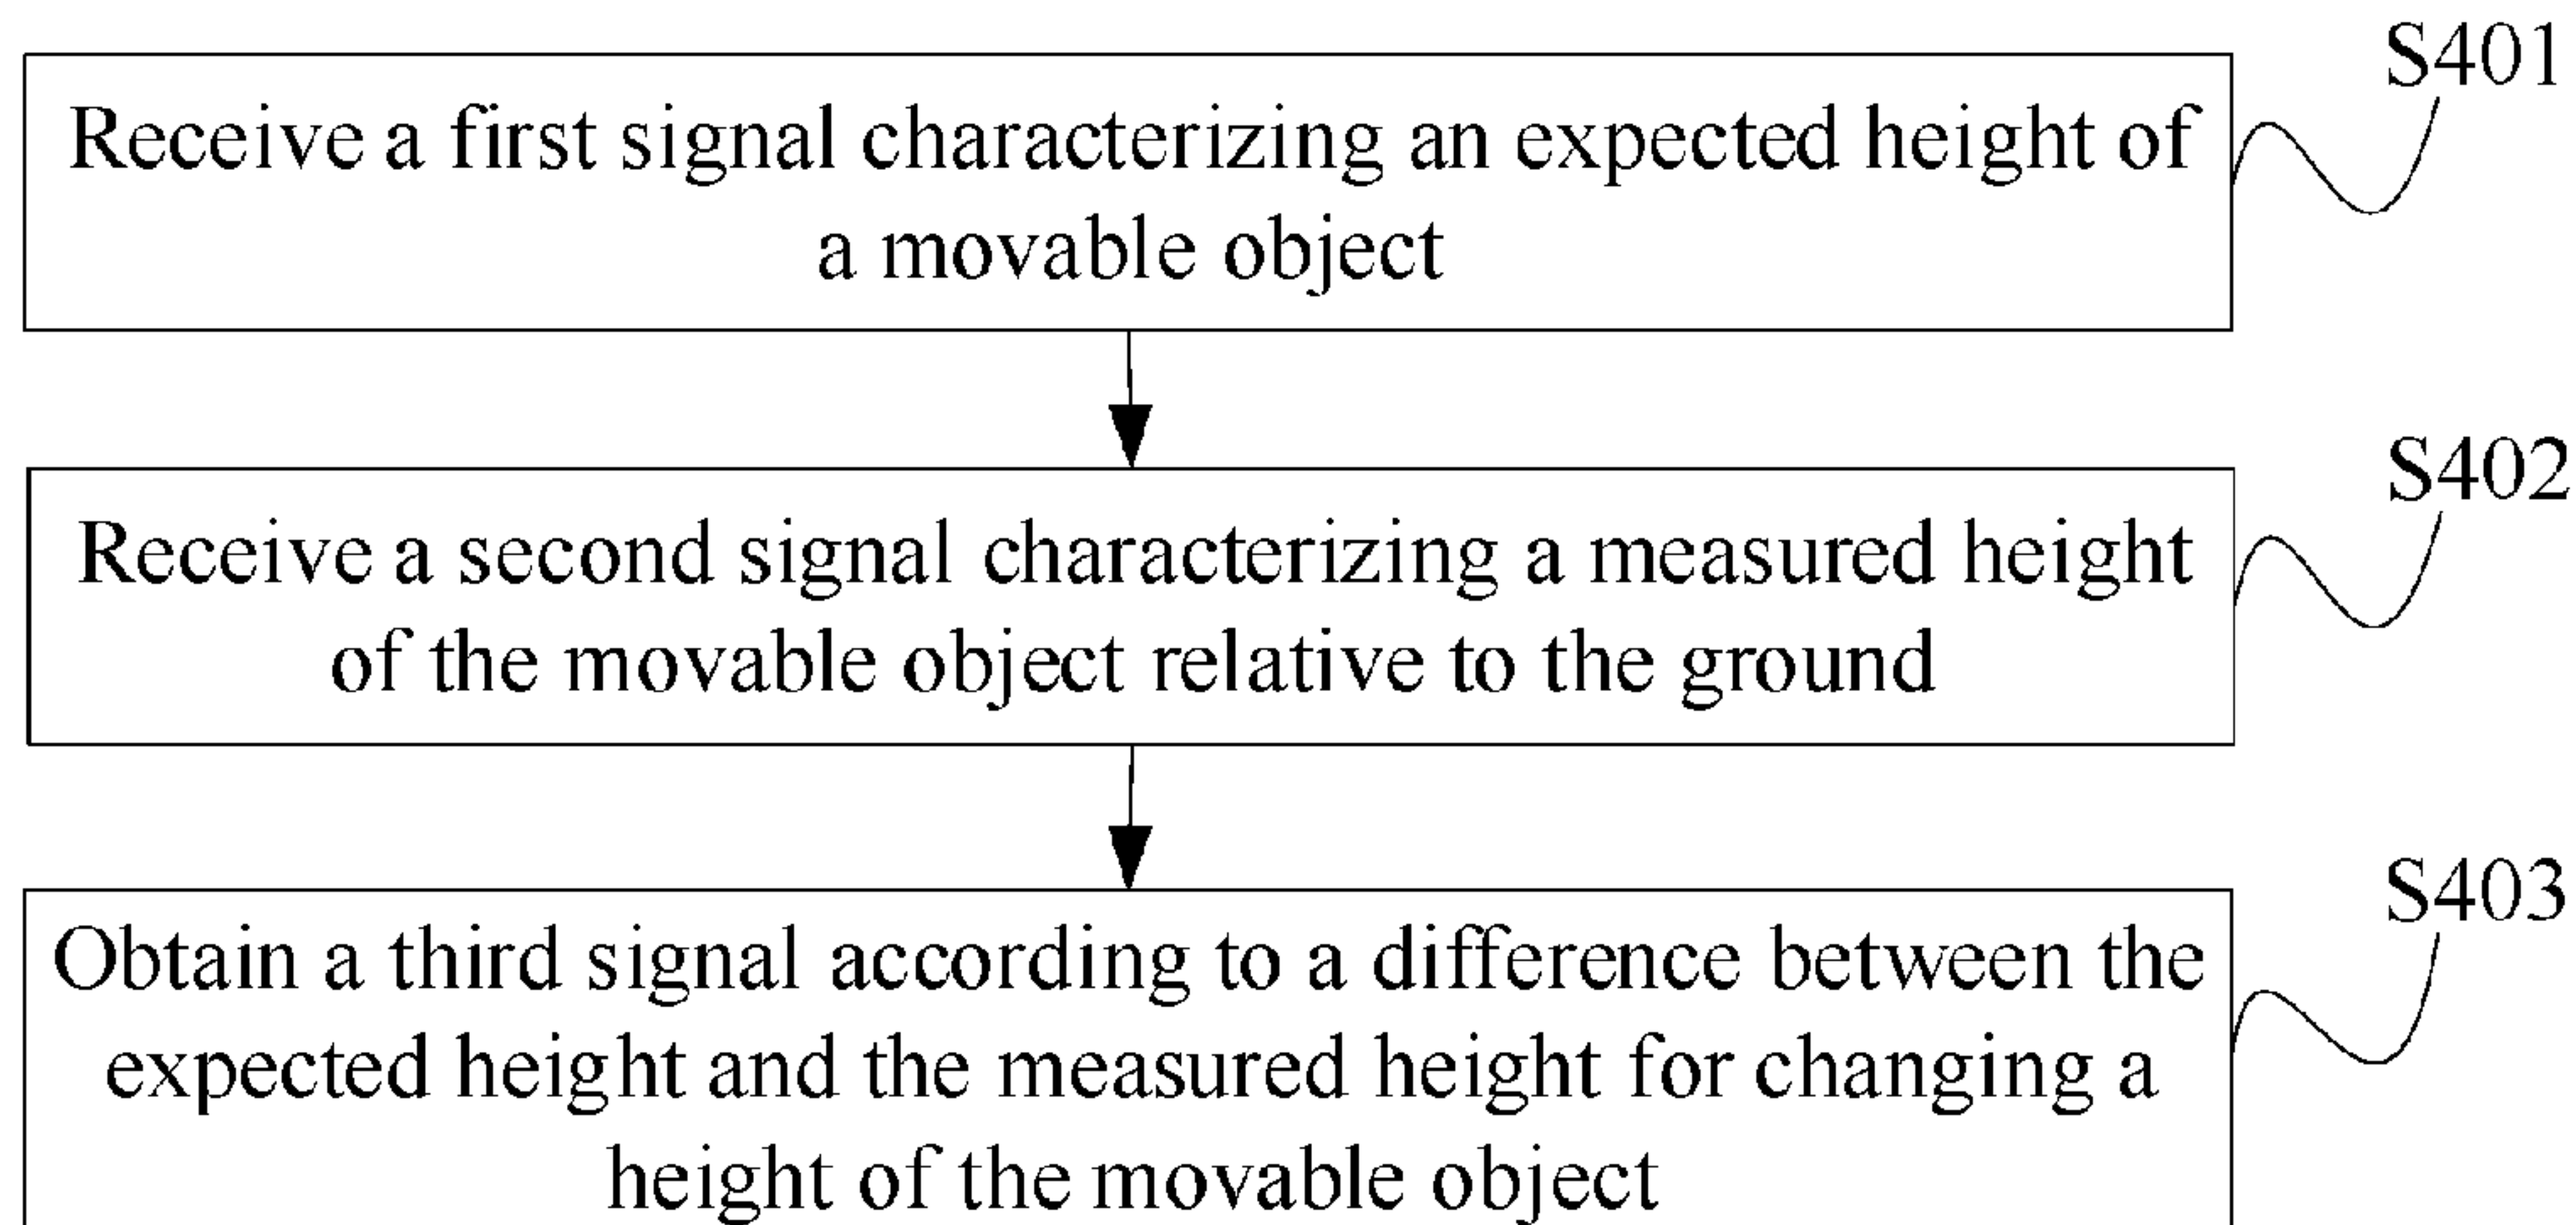 S401
Receive a first signal characterizing an expected height of
a movable object
S402
Receive a second signal characterizing a measured height
of the movable object relative to the ground
S403
Obtain a third signal according to a difference between the
expected height and the measured height for changing a
height of the movable object